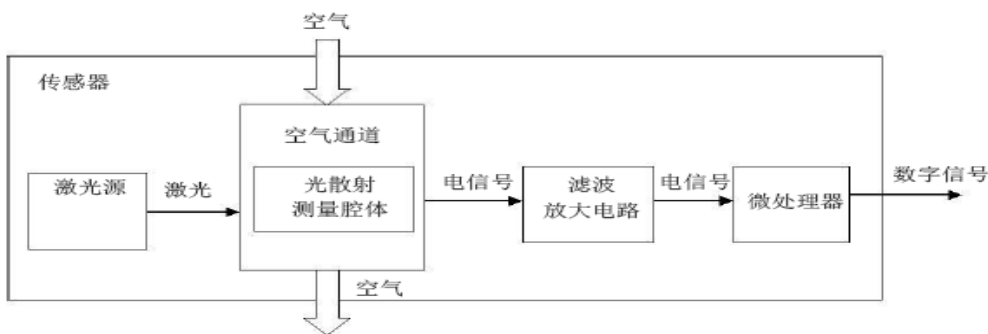 空气
传感器
空气通道
激光源
激光
光散射
测量腔体
电信号
滤波
放大电路
电信号
微处理器
数字信号
空气